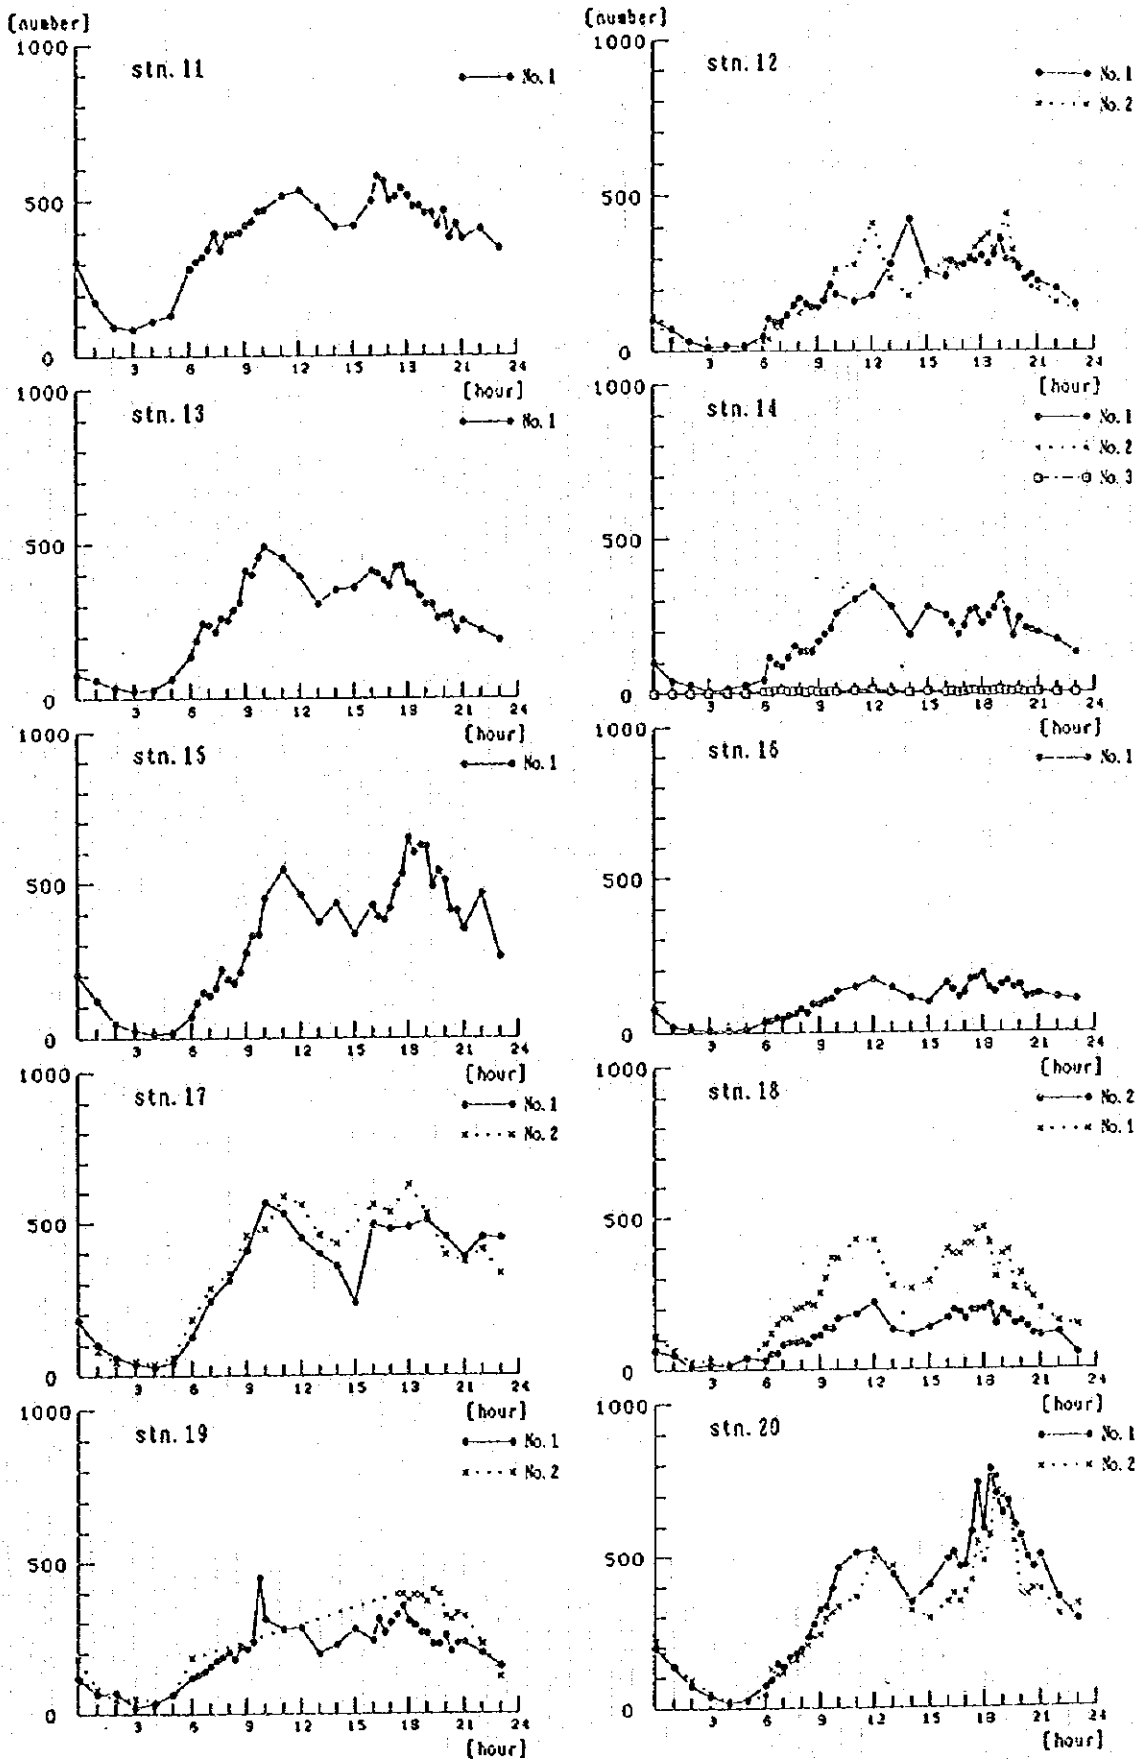 [number]
1000
500
0
stn. 11
No. 1
3 6 9 12 15 18 21 24
[hour]
[number]
1000
500
0
stn. 12
No. 1
No. 2
3 6 9 12 15 18 21 24
[hour]
1000
500
0
stn. 13
No. 1
3 6 9 12 15 18 21 24
[hour]
1000
500
0
stn. 14
No. 1
No. 2
No. 3
3 6 9 12 15 18 21 24
[hour]
1000
500
0
stn. 15
No. 1
3 6 9 12 15 18 21 24
[hour]
1000
500
0
stn. 16
No. 1
3 6 9 12 15 18 21 24
[hour]
1000
500
0
stn. 17
No. 1
No. 2
3 6 9 12 15 18 21 24
[hour]
1000
500
0
stn. 18
No. 2
No. 1
3 6 9 12 15 18 21 24
[hour]
1000
500
0
stn. 19
No. 1
No. 2
3 6 9 12 15 18 21 24
[hour]
1000
500
0
stn. 20
No. 1
No. 2
3 6 9 12 15 18 21 24
[hour]